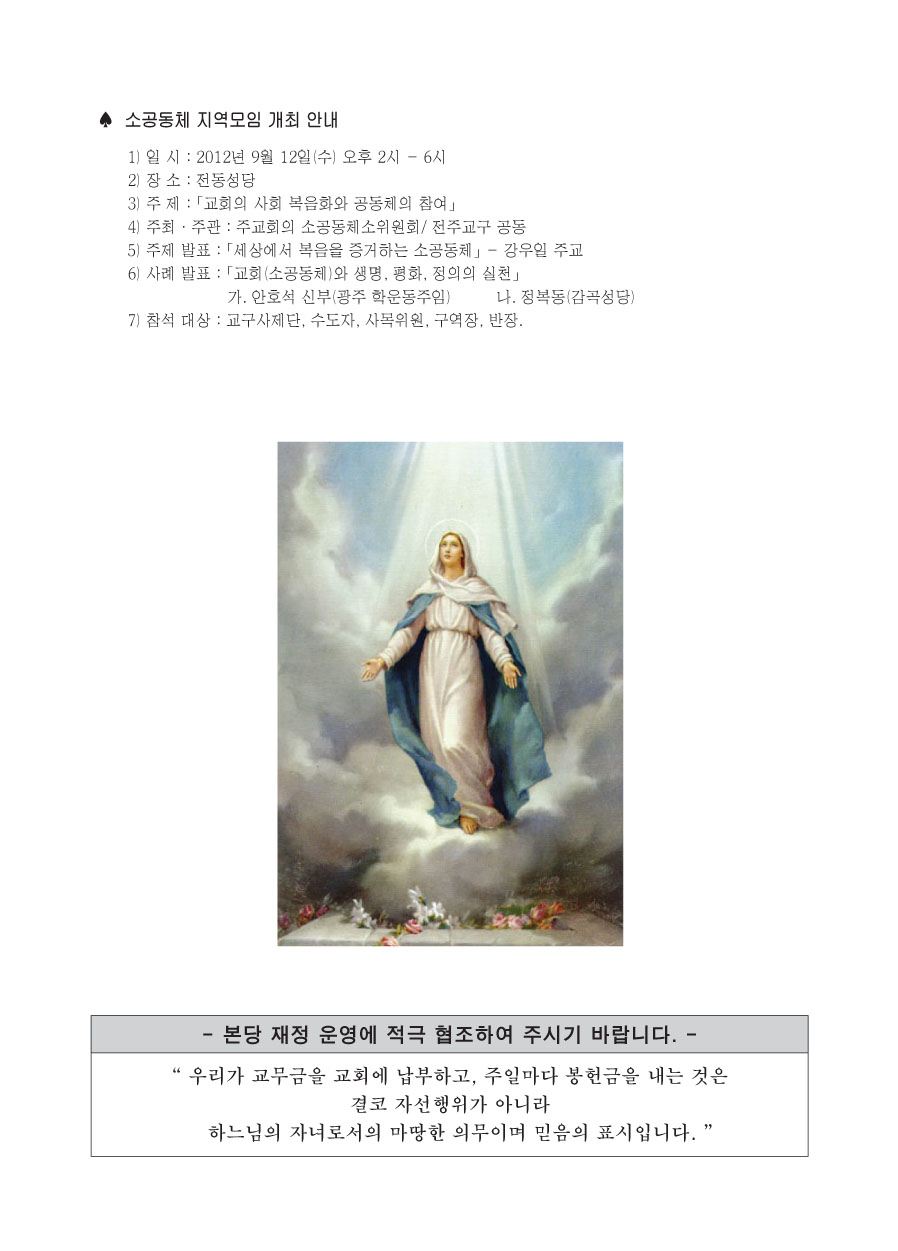 ♠ 소공동체 지역모임 개최 안내
1) 일 시 : 2012년 9월 12일(수) 오후 2시 - 6시
2) 장 소 : 전동성당
3) 주 제 : 「교회의 사회 복음화와 공동체의 참여」
4) 주최 · 주관 : 주교회의 소공동체소위원회/ 전주교구 공동
5) 주제 발표 : 「세상에서 복음을 증거하는 소공동체」 - 강우일 주교
6) 사례 발표 : 「교회(소공동체)와 생명, 평화, 정의의 실천」
가. 안호석 신부(광주 학운동주임) 나. 정복동(감곡성당)
7) 참석 대상 : 교구사제단, 수도자, 사목위원, 구역장, 반장.
- 본당 재정 운영에 적극 협조하여 주시기 바랍니다. -
“ 우리가 교무금을 교회에 납부하고, 주일마다 봉헌금을 내는 것은
결코 자선행위가 아니라
하느님의 자녀로서의 마땅한 의무이며 믿음의 표시입니다. ”